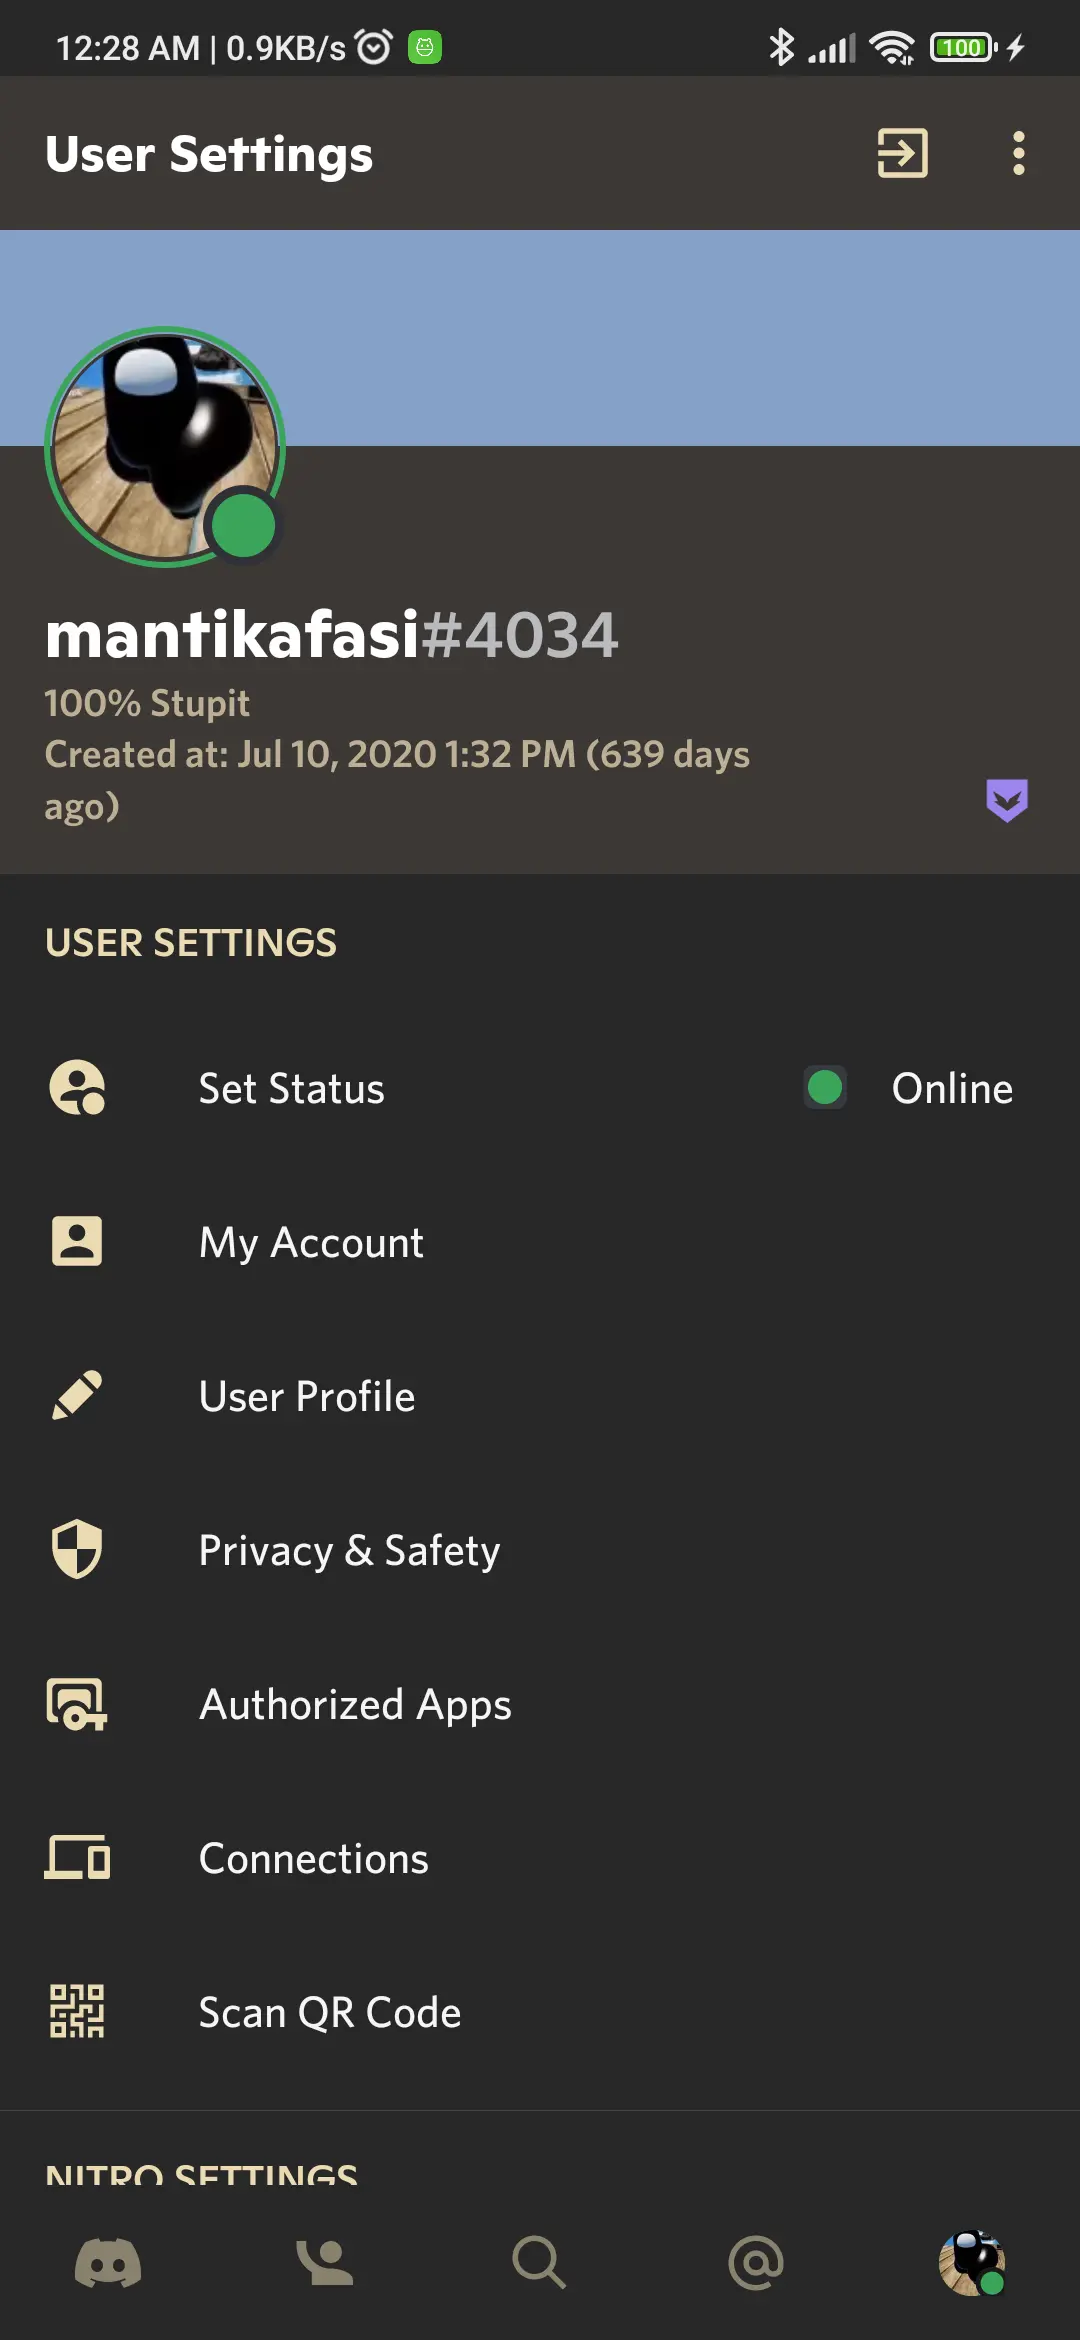 12:28 AM | 0.9KB/s 100
User Settings
mantikafasi#4034
100% Stupit
Created at: Jul 10, 2020 1:32 PM (639 days
ago)
USER SETTINGS
Set Status Online
My Account
User Profile
Privacy & Safety
Authorized Apps
Connections
Scan QR Code
NITRO SETTINGS